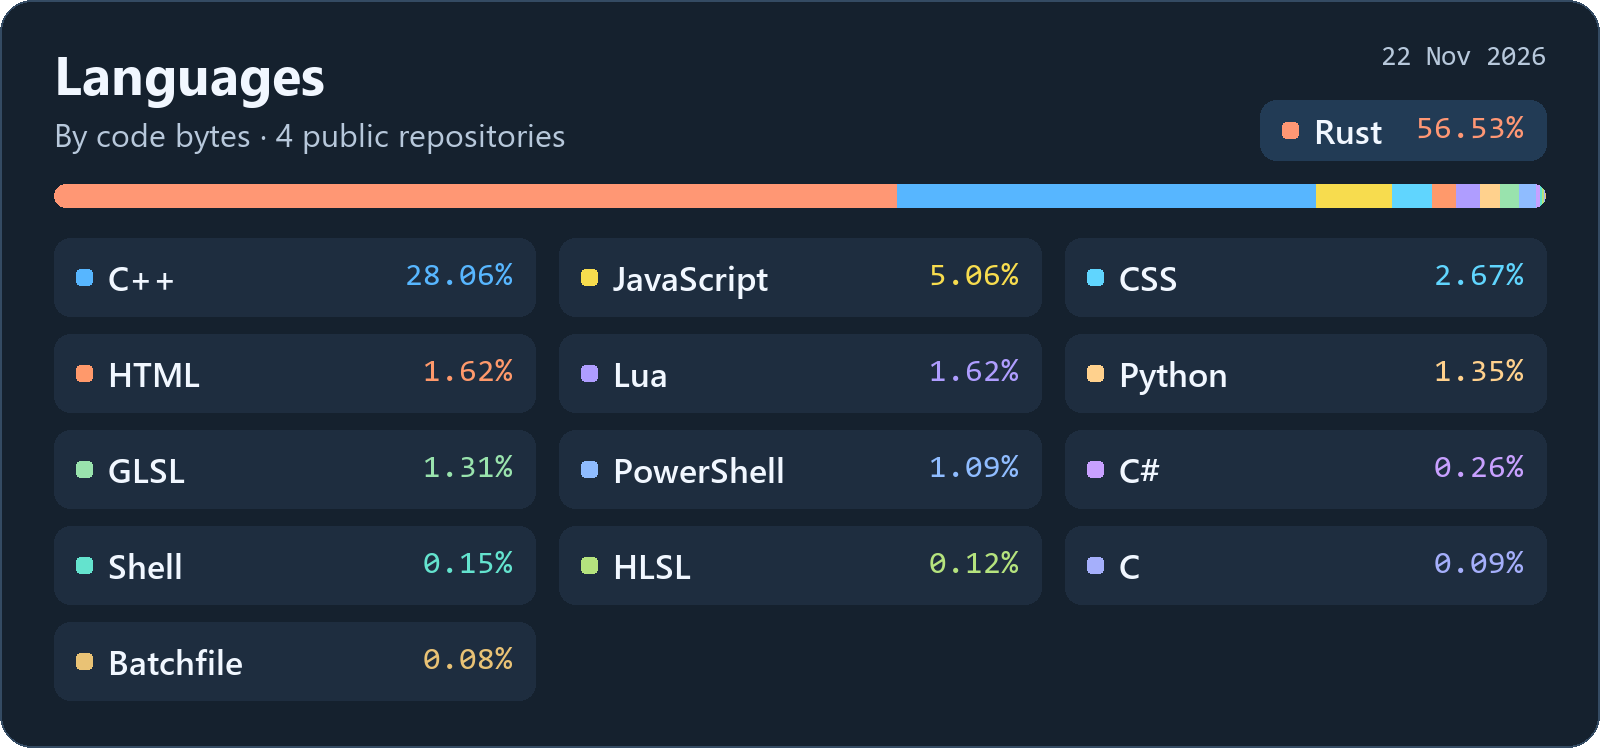 Languages
22 Nov 2026
By code bytes · 4 public repositories
Rust 56.53%
C++ 28.06%
JavaScript 5.06%
CSS 2.67%
HTML 1.62%
Lua 1.62%
Python 1.35%
GLSL 1.31%
PowerShell 1.09%
C# 0.26%
Shell 0.15%
HLSL 0.12%
C 0.09%
Batchfile 0.08%